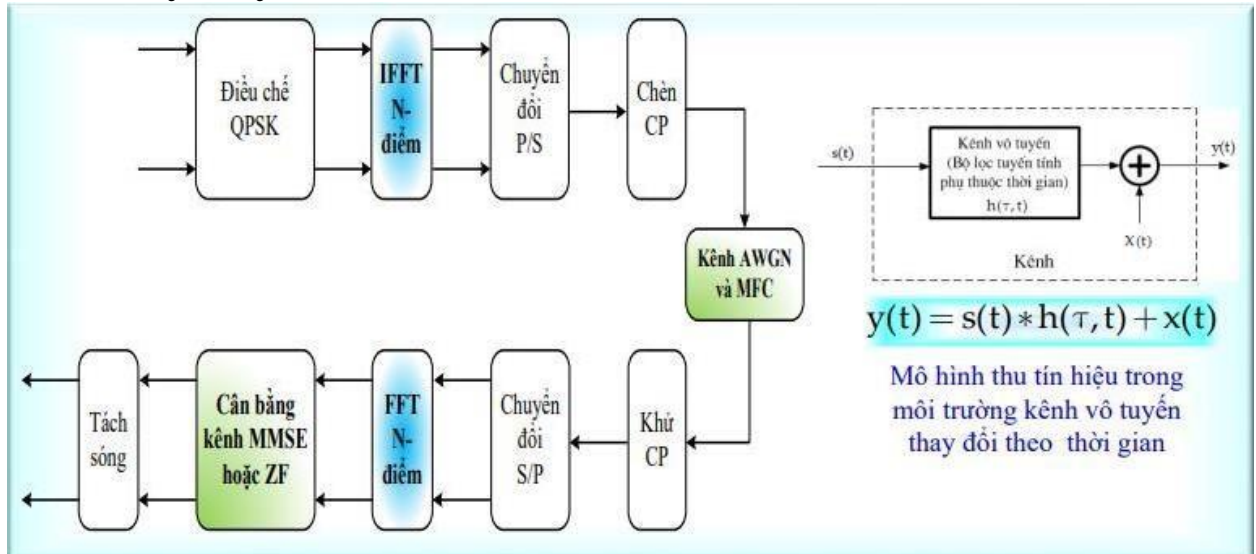 Điều chế
QPSK
IFFT
N-
điểm
Chuyển
đổi
P/S
Chèn
CP
Kênh AWGN
và MFC
Tách
sóng
Cân bằng
kênh MMSE
hoặc ZF
FFT
N-
điểm
Chuyển
đổi
S/P
Khử
CP
s(t)
Kênh vô tuyến
(Bộ lọc tuyến tính
phụ thuộc thời gian)
h(τ,t)
+
y(t)
X(t)
Kênh
y(t) = s(t)*h(τ,t)+x(t)
Mô hình thu tín hiệu trong
môi trường kênh vô tuyến
thay đổi theo thời gian